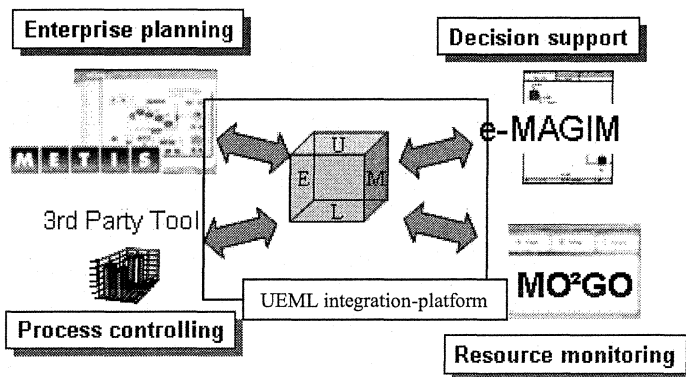 Enterprise planning
Decision support
METIS
e-MAGIM
U
E
M
L
3rd Party Tool
MO²GO
UEML integration-platform
Process controlling
Resource monitoring